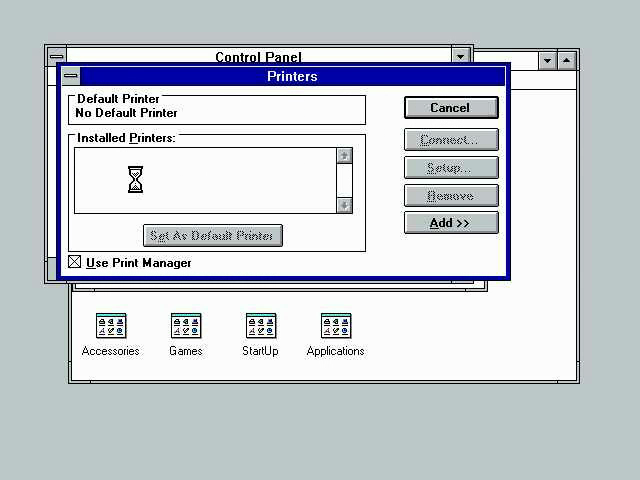 Control Panel
Printers
Default Printer
No Default Printer
Cancel
Installed Printers:
Connect...
Setup...
Remove
Add >>
Set As Default Printer
Use Print Manager
Accessories
Games
StartUp
Applications